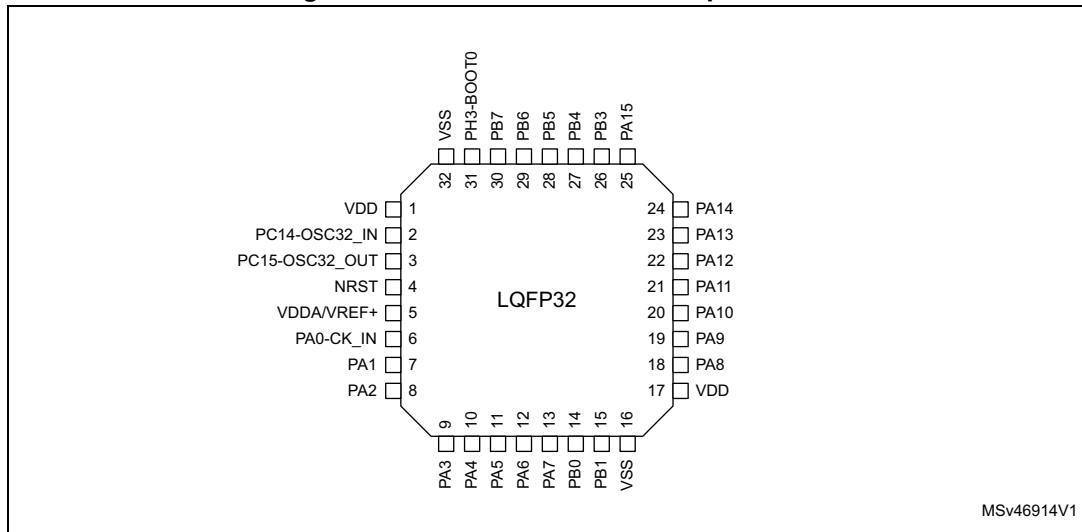 VSS
PH3-BOOT0
PB7
PB6
PB5
PB4
PB3
PA15
32
31
30
29
28
27
26
25
VDD 1
PC14-OSC32_IN 2
PC15-OSC32_OUT 3
NRST 4
VDDA/VREF+ 5
PA0-CK_IN 6
PA1 7
PA2 8
LQFP32
24 PA14
23 PA13
22 PA12
21 PA11
20 PA10
19 PA9
18 PA8
17 VDD
9
10
11
12
13
14
15
16
PA3
PA4
PA5
PA6
PA7
PB0
PB1
VSS
MSv46914V1